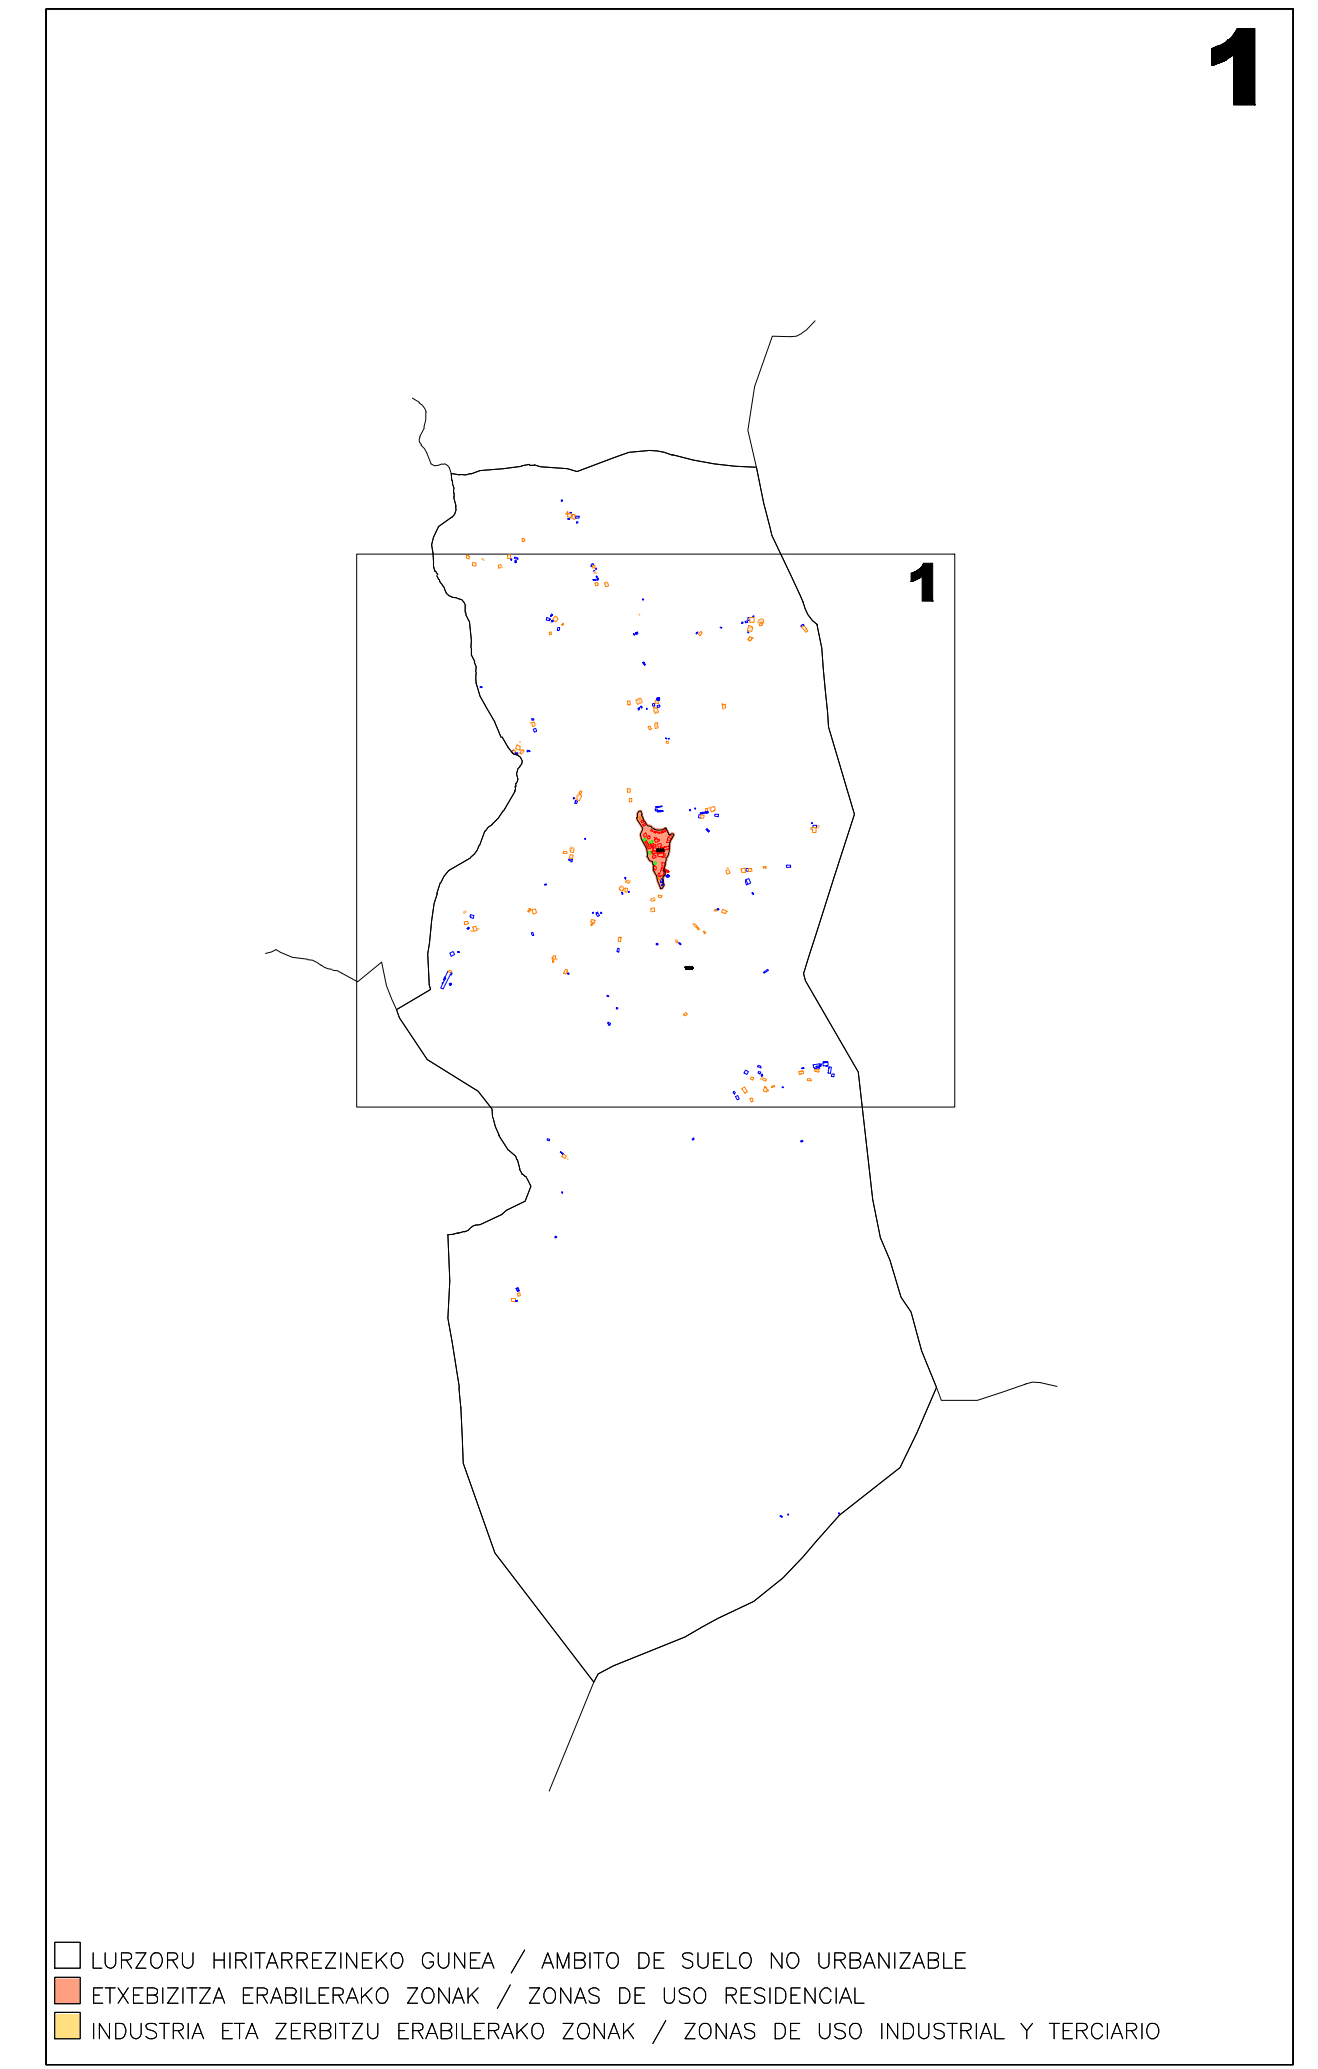 1
1
LURZORU HIRITARREZINEKO GUNEA / AMBITO DE SUELO NO URBANIZABLE
ETXEBIZITZA ERABILERAKO ZONAK / ZONAS DE USO RESIDENCIAL
INDUSTRIA ETA ZERBITZU ERABILERAKO ZONAK / ZONAS DE USO INDUSTRIAL Y TERCIARIO